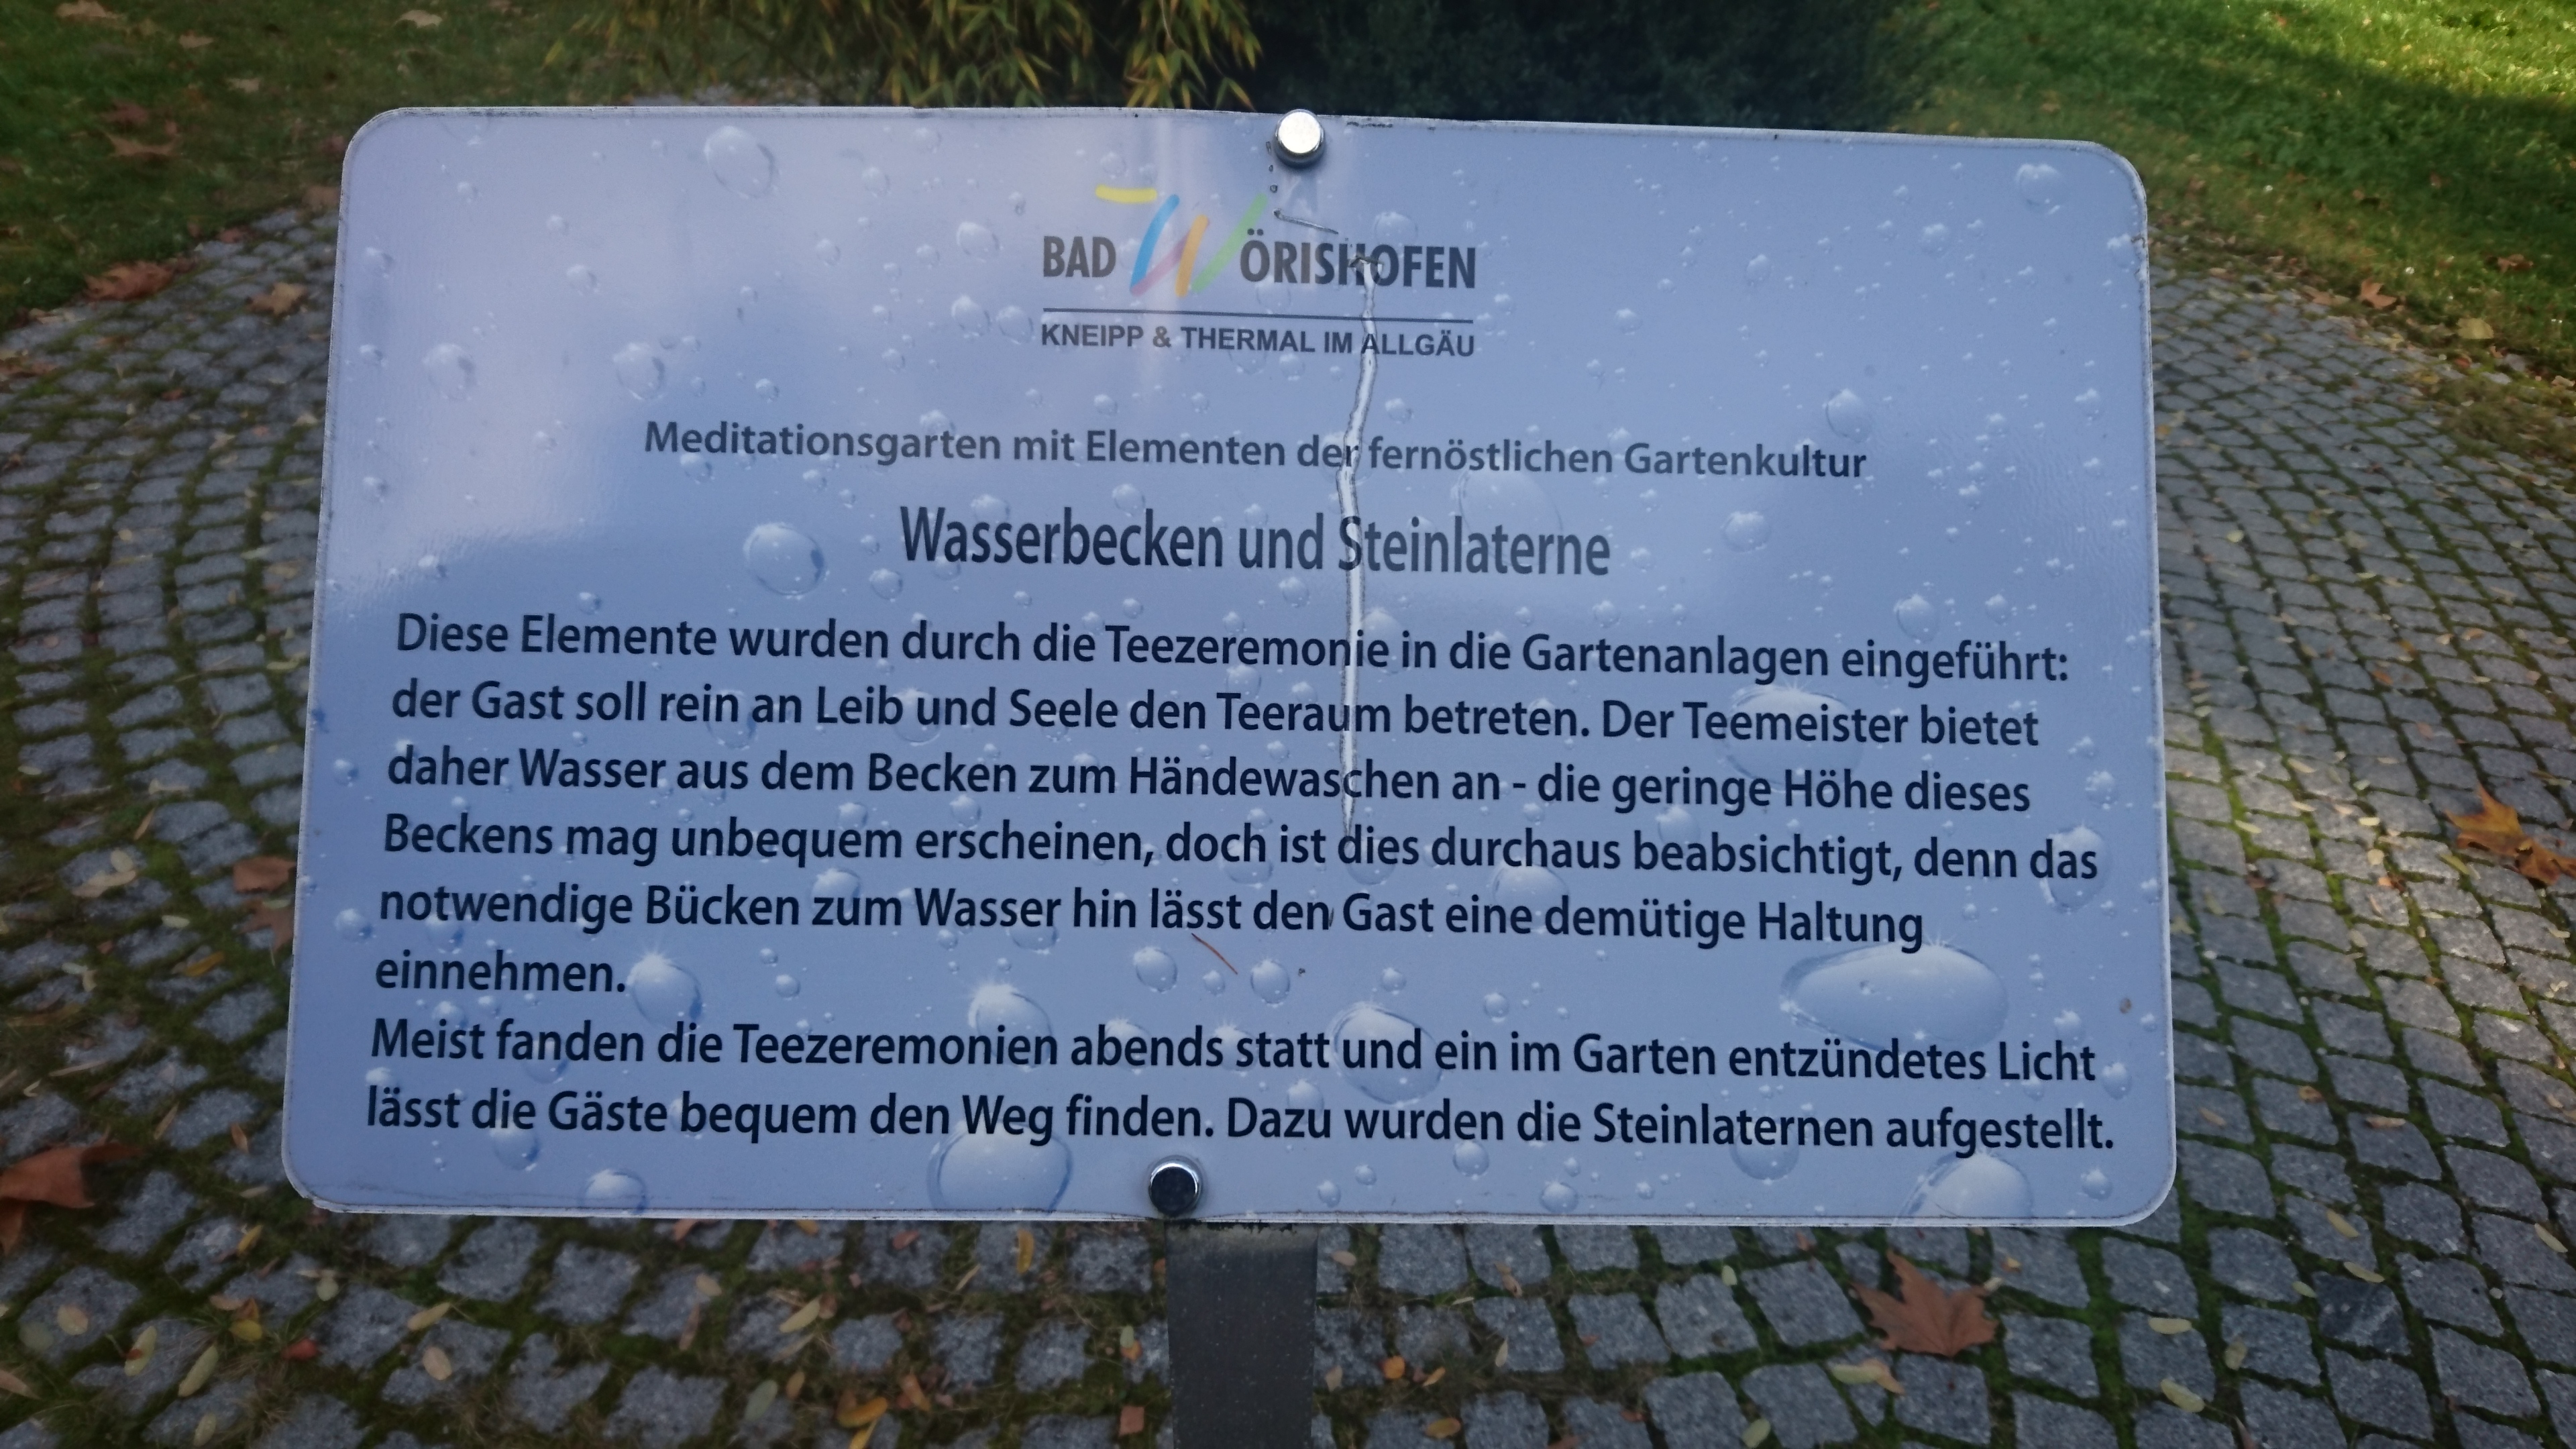 BAD WÖRISHOFEN
KNEIPP & THERMAL IM ALLGÄU
Meditationsgarten mit Elementen der fernöstlichen Gartenkultur
Wasserbecken und Steinlaterne
Diese Elemente wurden durch die Teezeremonie in die Gartenanlagen eingeführt:
der Gast soll rein an Leib und Seele den Teeraum betreten. Der Teemeister bietet
daher Wasser aus dem Becken zum Händewaschen an - die geringe Höhe dieses
Beckens mag unbequem erscheinen, doch ist dies durchaus beabsichtigt, denn das
notwendige Bücken zum Wasser hin lässt den Gast eine demütige Haltung
einnehmen.
Meist fanden die Teezeremonien abends statt und ein im Garten entzündetes Licht
lässt die Gäste bequem den Weg finden. Dazu wurden die Steinlaternen aufgestellt.